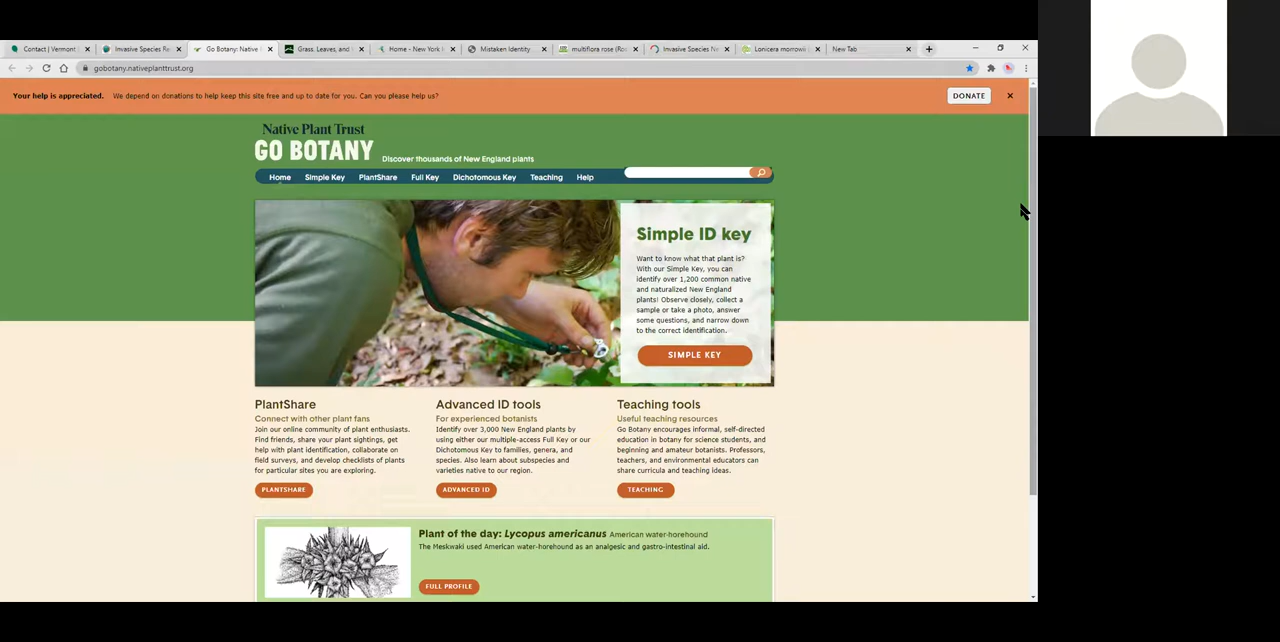 Contact | Vermont
Invasive Species R
Go Botany: Native
Grass, Leaves, and
Home - New York I
Mistaken Identity
multiflora rose (Ro
Invasive Species Ne
Lonicera morrowii
New Tab
gobotany.nativeplanttrust.org
Your help is appreciated. We depend on donations to help keep this site free and up to date for you. Can you please help us?
DONATE
Native Plant Trust
GO BOTANY Discover thousands of New England plants
Home Simple Key PlantShare Full Key Dichotomous Key Teaching Help
Simple ID key
Want to know what that plant is?
With our Simple Key, you can
identify over 1,200 common native
and naturalized New England
plants! Observe closely, collect a
sample or take a photo, answer
some questions, and narrow down
to the correct identification.
SIMPLE KEY
PlantShare
Connect with other plant fans
Join our online community of plant enthusiasts.
Find friends, share your plant sightings, get
help with plant identification, collaborate on
field surveys, and develop checklists of plants
for particular sites you are exploring.
PLANTSHARE
Advanced ID tools
For experienced botanists
Identify over 3,000 New England plants by
using either our multiple-access Full Key or our
Dichotomous Key to families, genera, and
species. Also learn about subspecies and
varieties native to our region.
ADVANCED ID
Teaching tools
Useful teaching resources
Go Botany encourages informal, self-directed
education in botany for science students, and
beginning and amateur botanists. Professors,
teachers, and environmental educators can
share curricula and teaching ideas.
TEACHING
Plant of the day: Lycopus americanus American water-horehound
The Meskwaki used American water-horehound as an analgesic and gastro-intestinal aid.
FULL PROFILE